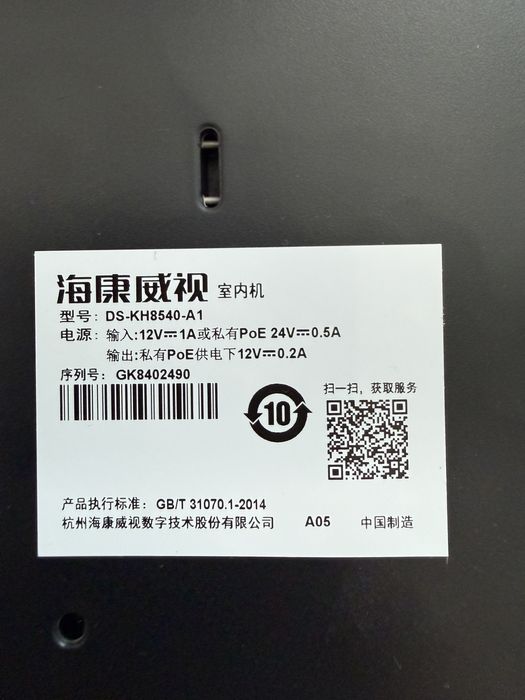 海康威视 室内机
型号: DS-KH8540-A1
电源: 输入:12V⎓1A或私有PoE 24V⎓0.5A
输出:私有PoE供电下12V⎓0.2A
序列号: GK8402490
10
扫一扫，获取服务
产品执行标准: GB/T 31070.1-2014
杭州海康威视数字技术股份有限公司 A05 中国制造